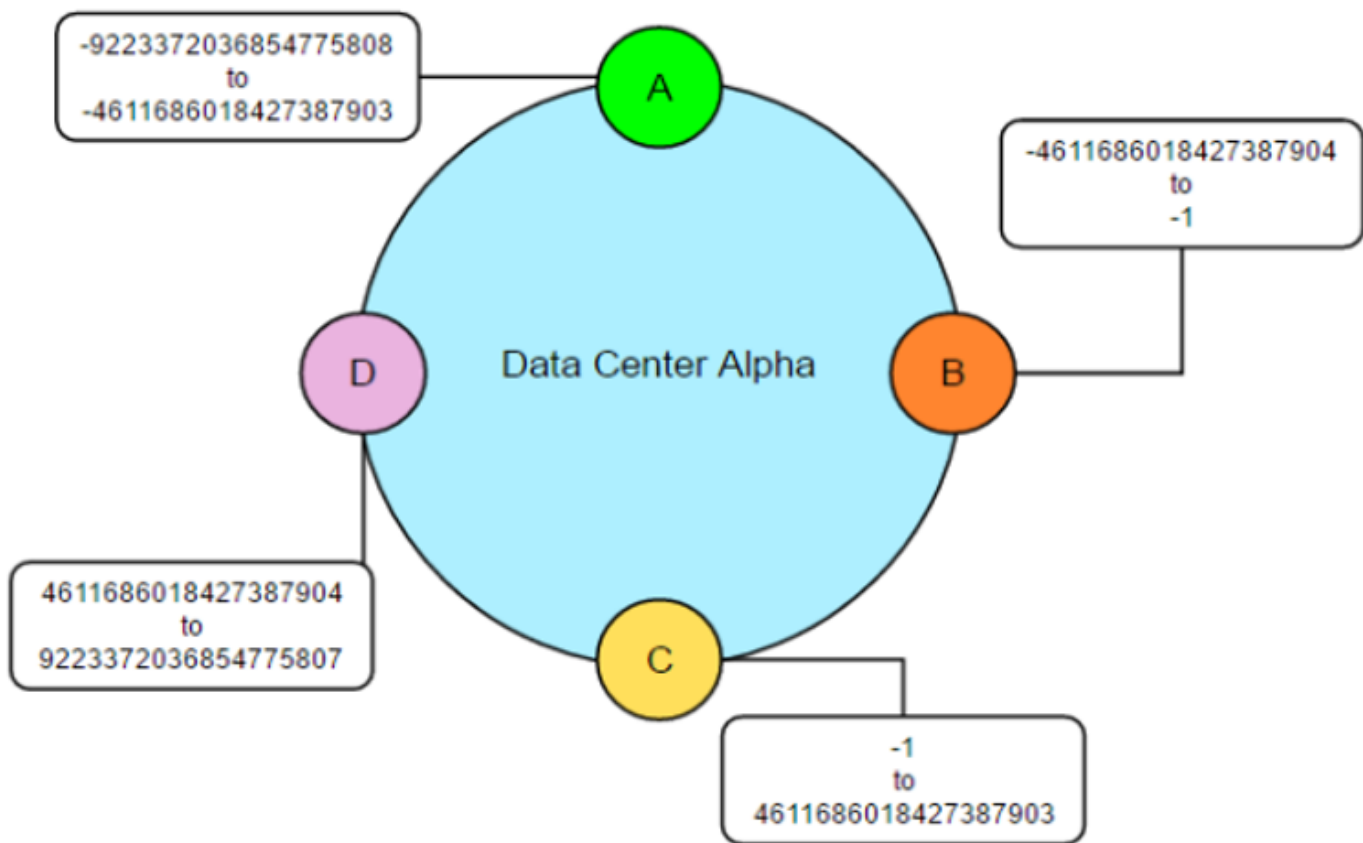 -9223372036854775808
to
-4611686018427387903
A
-4611686018427387904
to
-1
D
Data Center Alpha
B
4611686018427387904
to
9223372036854775807
C
-1
to
4611686018427387903